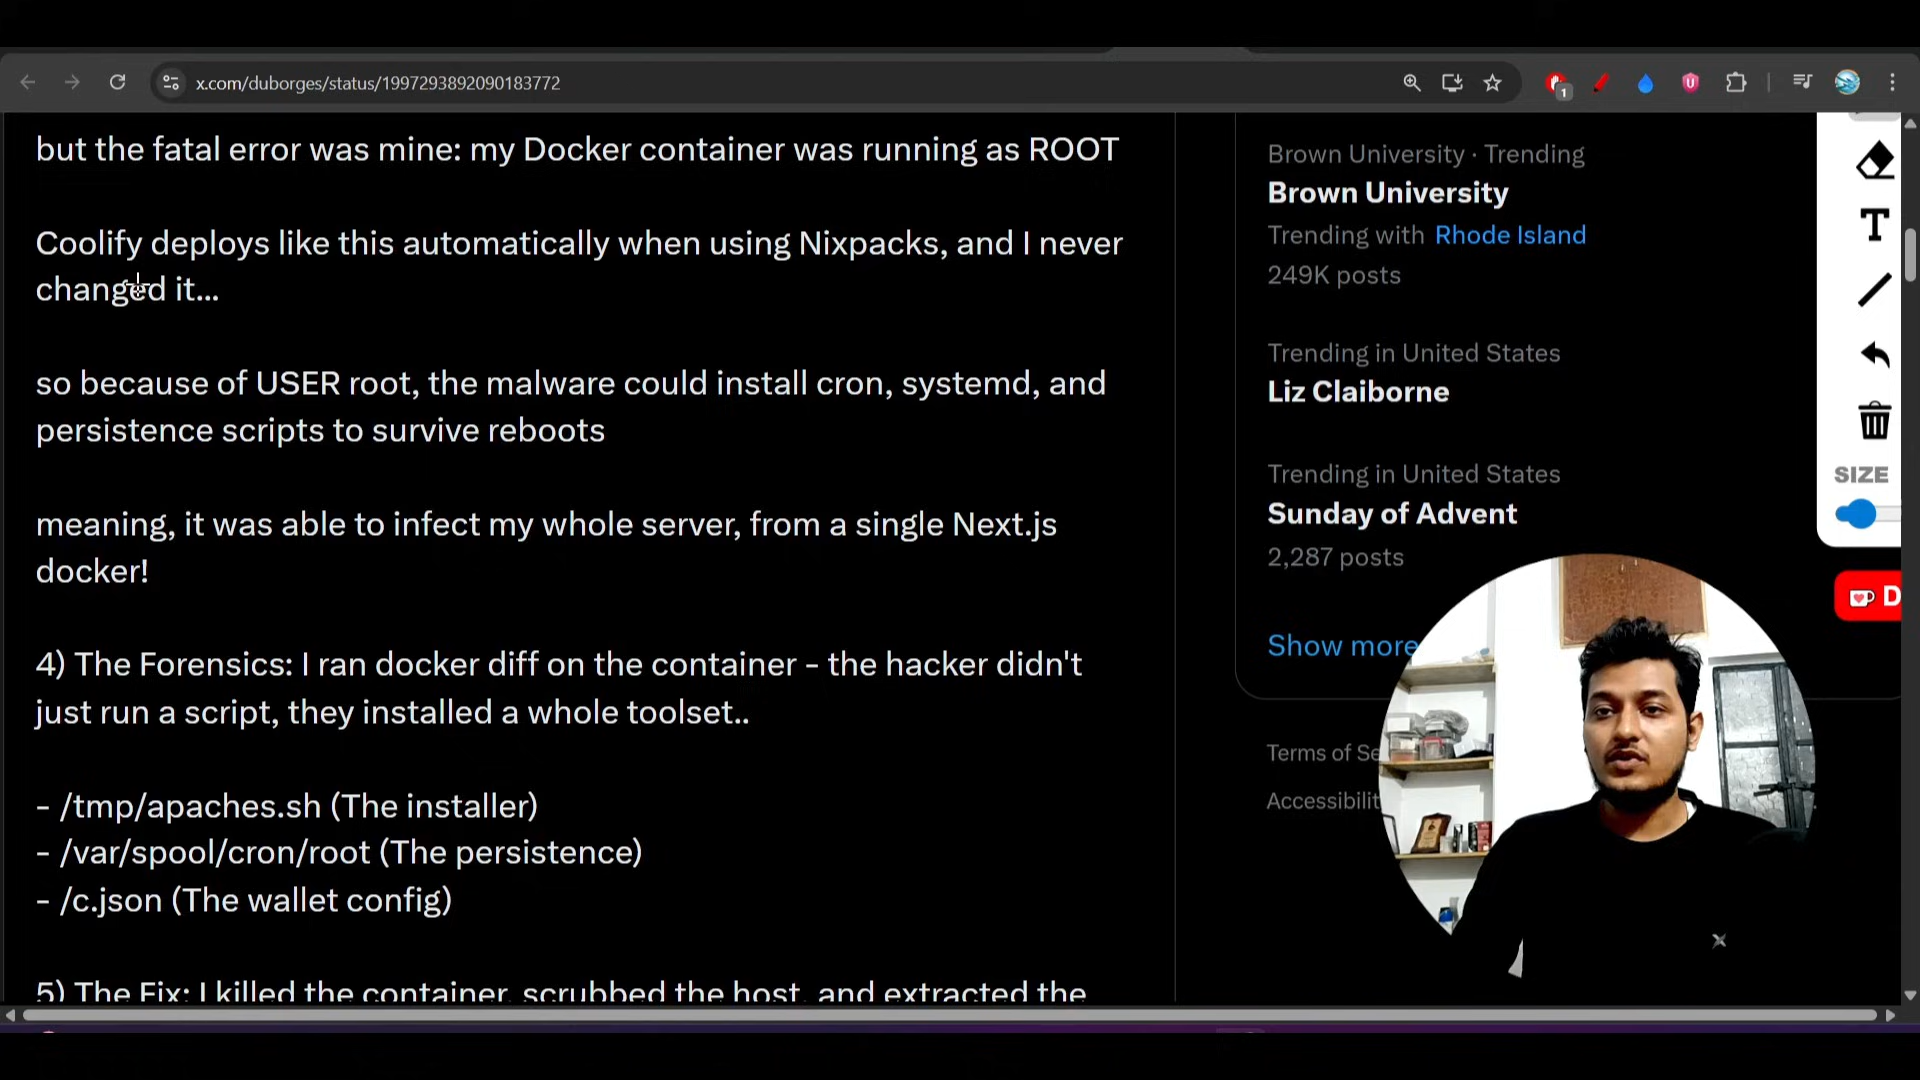 x.com/duborges/status/1997293892090183772
1
but the fatal error was mine: my Docker container was running as ROOT
Coolify deploys like this automatically when using Nixpacks, and I never
changed it...
so because of USER root, the malware could install cron, systemd, and
persistence scripts to survive reboots
meaning, it was able to infect my whole server, from a single Next.js
docker!
4) The Forensics: I ran docker diff on the container - the hacker didn't
just run a script, they installed a whole toolset..
- /tmp/apaches.sh (The installer)
- /var/spool/cron/root (The persistence)
- /c.json (The wallet config)
5) The Fix: I killed the container, scrubbed the host, and extracted the
Brown University · Trending
Brown University
Trending with Rhode Island
249K posts
Trending in United States
Liz Claiborne
Trending in United States
Sunday of Advent
2,287 posts
Show more
Terms of Se
Accessibilit
T
SIZE
D